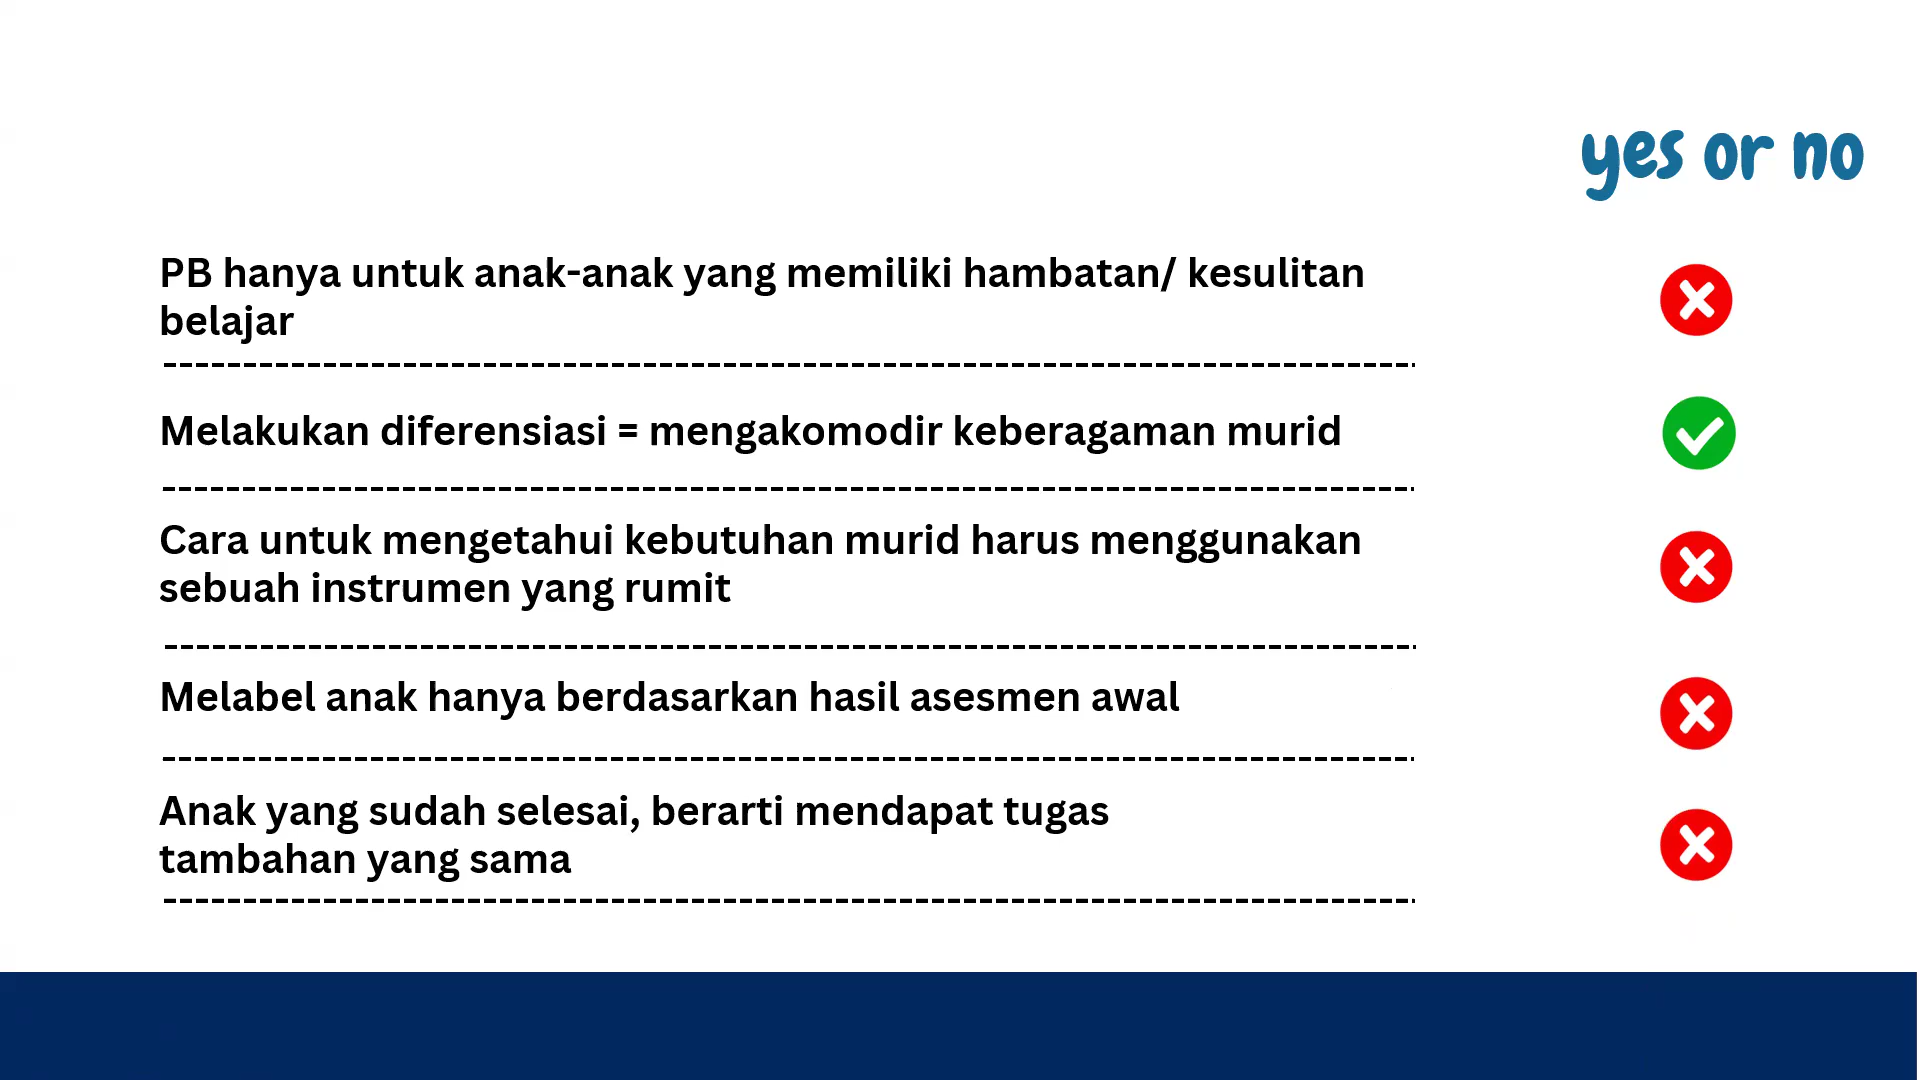 yes or no
PB hanya untuk anak-anak yang memiliki hambatan/ kesulitan
belajar
Melakukan diferensiasi = mengakomodir keberagaman murid
Cara untuk mengetahui kebutuhan murid harus menggunakan
sebuah instrumen yang rumit
Melabel anak hanya berdasarkan hasil asesmen awal
Anak yang sudah selesai, berarti mendapat tugas
tambahan yang sama